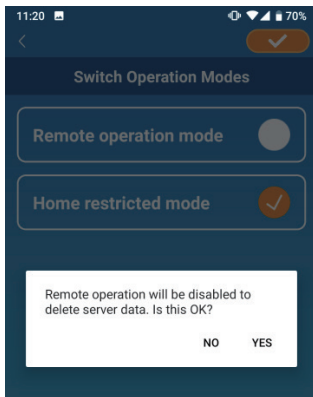 11:20 70%
Switch Operation Modes
Remote operation mode
Home restricted mode
Remote operation will be disabled to
delete server data. Is this OK?
NO YES